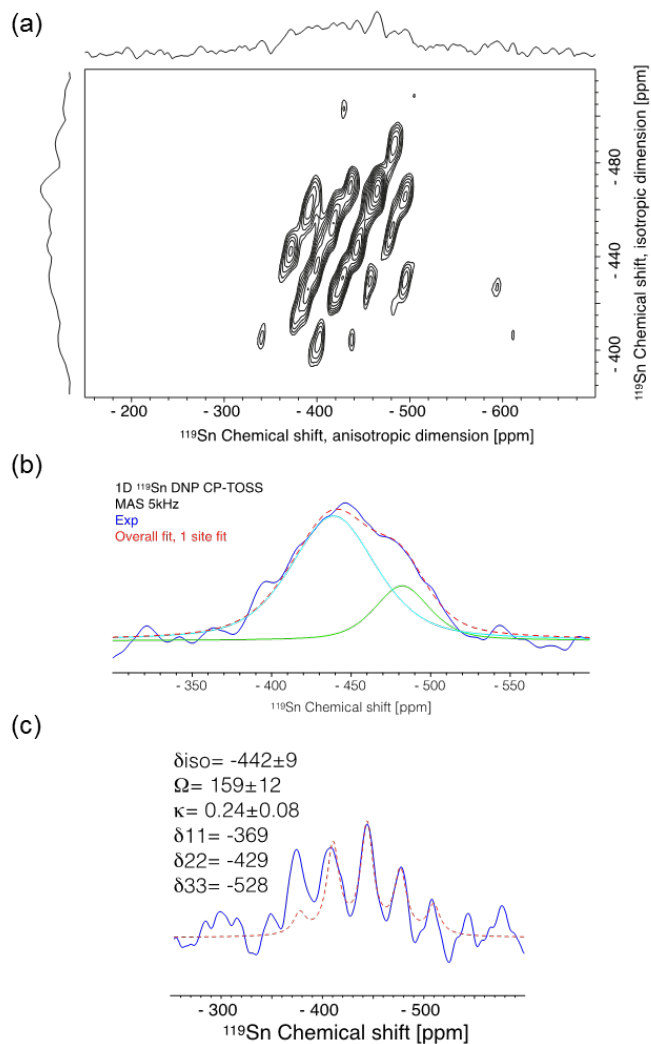 (a)
- 480
- 440
- 400
¹¹⁹Sn Chemical shift, isotropic dimension [ppm]
- 200
- 300
- 400
- 500
- 600
¹¹⁹Sn Chemical shift, anisotropic dimension [ppm]
(b)
1D ¹¹⁹Sn DNP CP-TOSS
MAS 5kHz
Exp
Overall fit, 1 site fit
- 350
- 400
- 450
- 500
- 550
¹¹⁹Sn Chemical shift [ppm]
(c)
δiso= -442±9
Ω= 159±12
κ= 0.24±0.08
δ11= -369
δ22= -429
δ33= -528
- 300
- 400
- 500
¹¹⁹Sn Chemical shift [ppm]